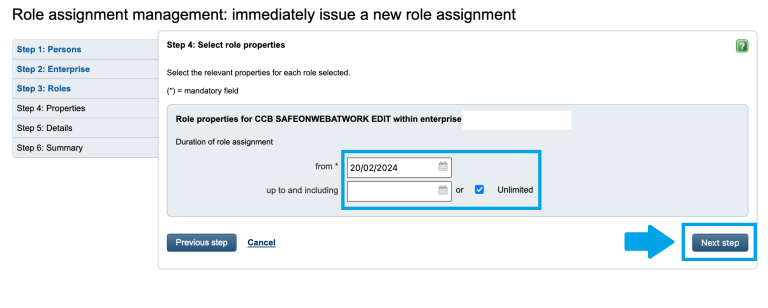 Role assignment management: immediately issue a new role assignment
Step 1: Persons
Step 2: Enterprise
Step 3: Roles
Step 4: Properties
Step 5: Details
Step 6: Summary
Step 4: Select role properties
?
Select the relevant properties for each role selected.
(*) = mandatory field
Role properties for CCB SAFEONWEBATWORK EDIT within enterprise
Duration of role assignment
from * 20/02/2024
up to and including or Unlimited
Previous step Cancel Next step